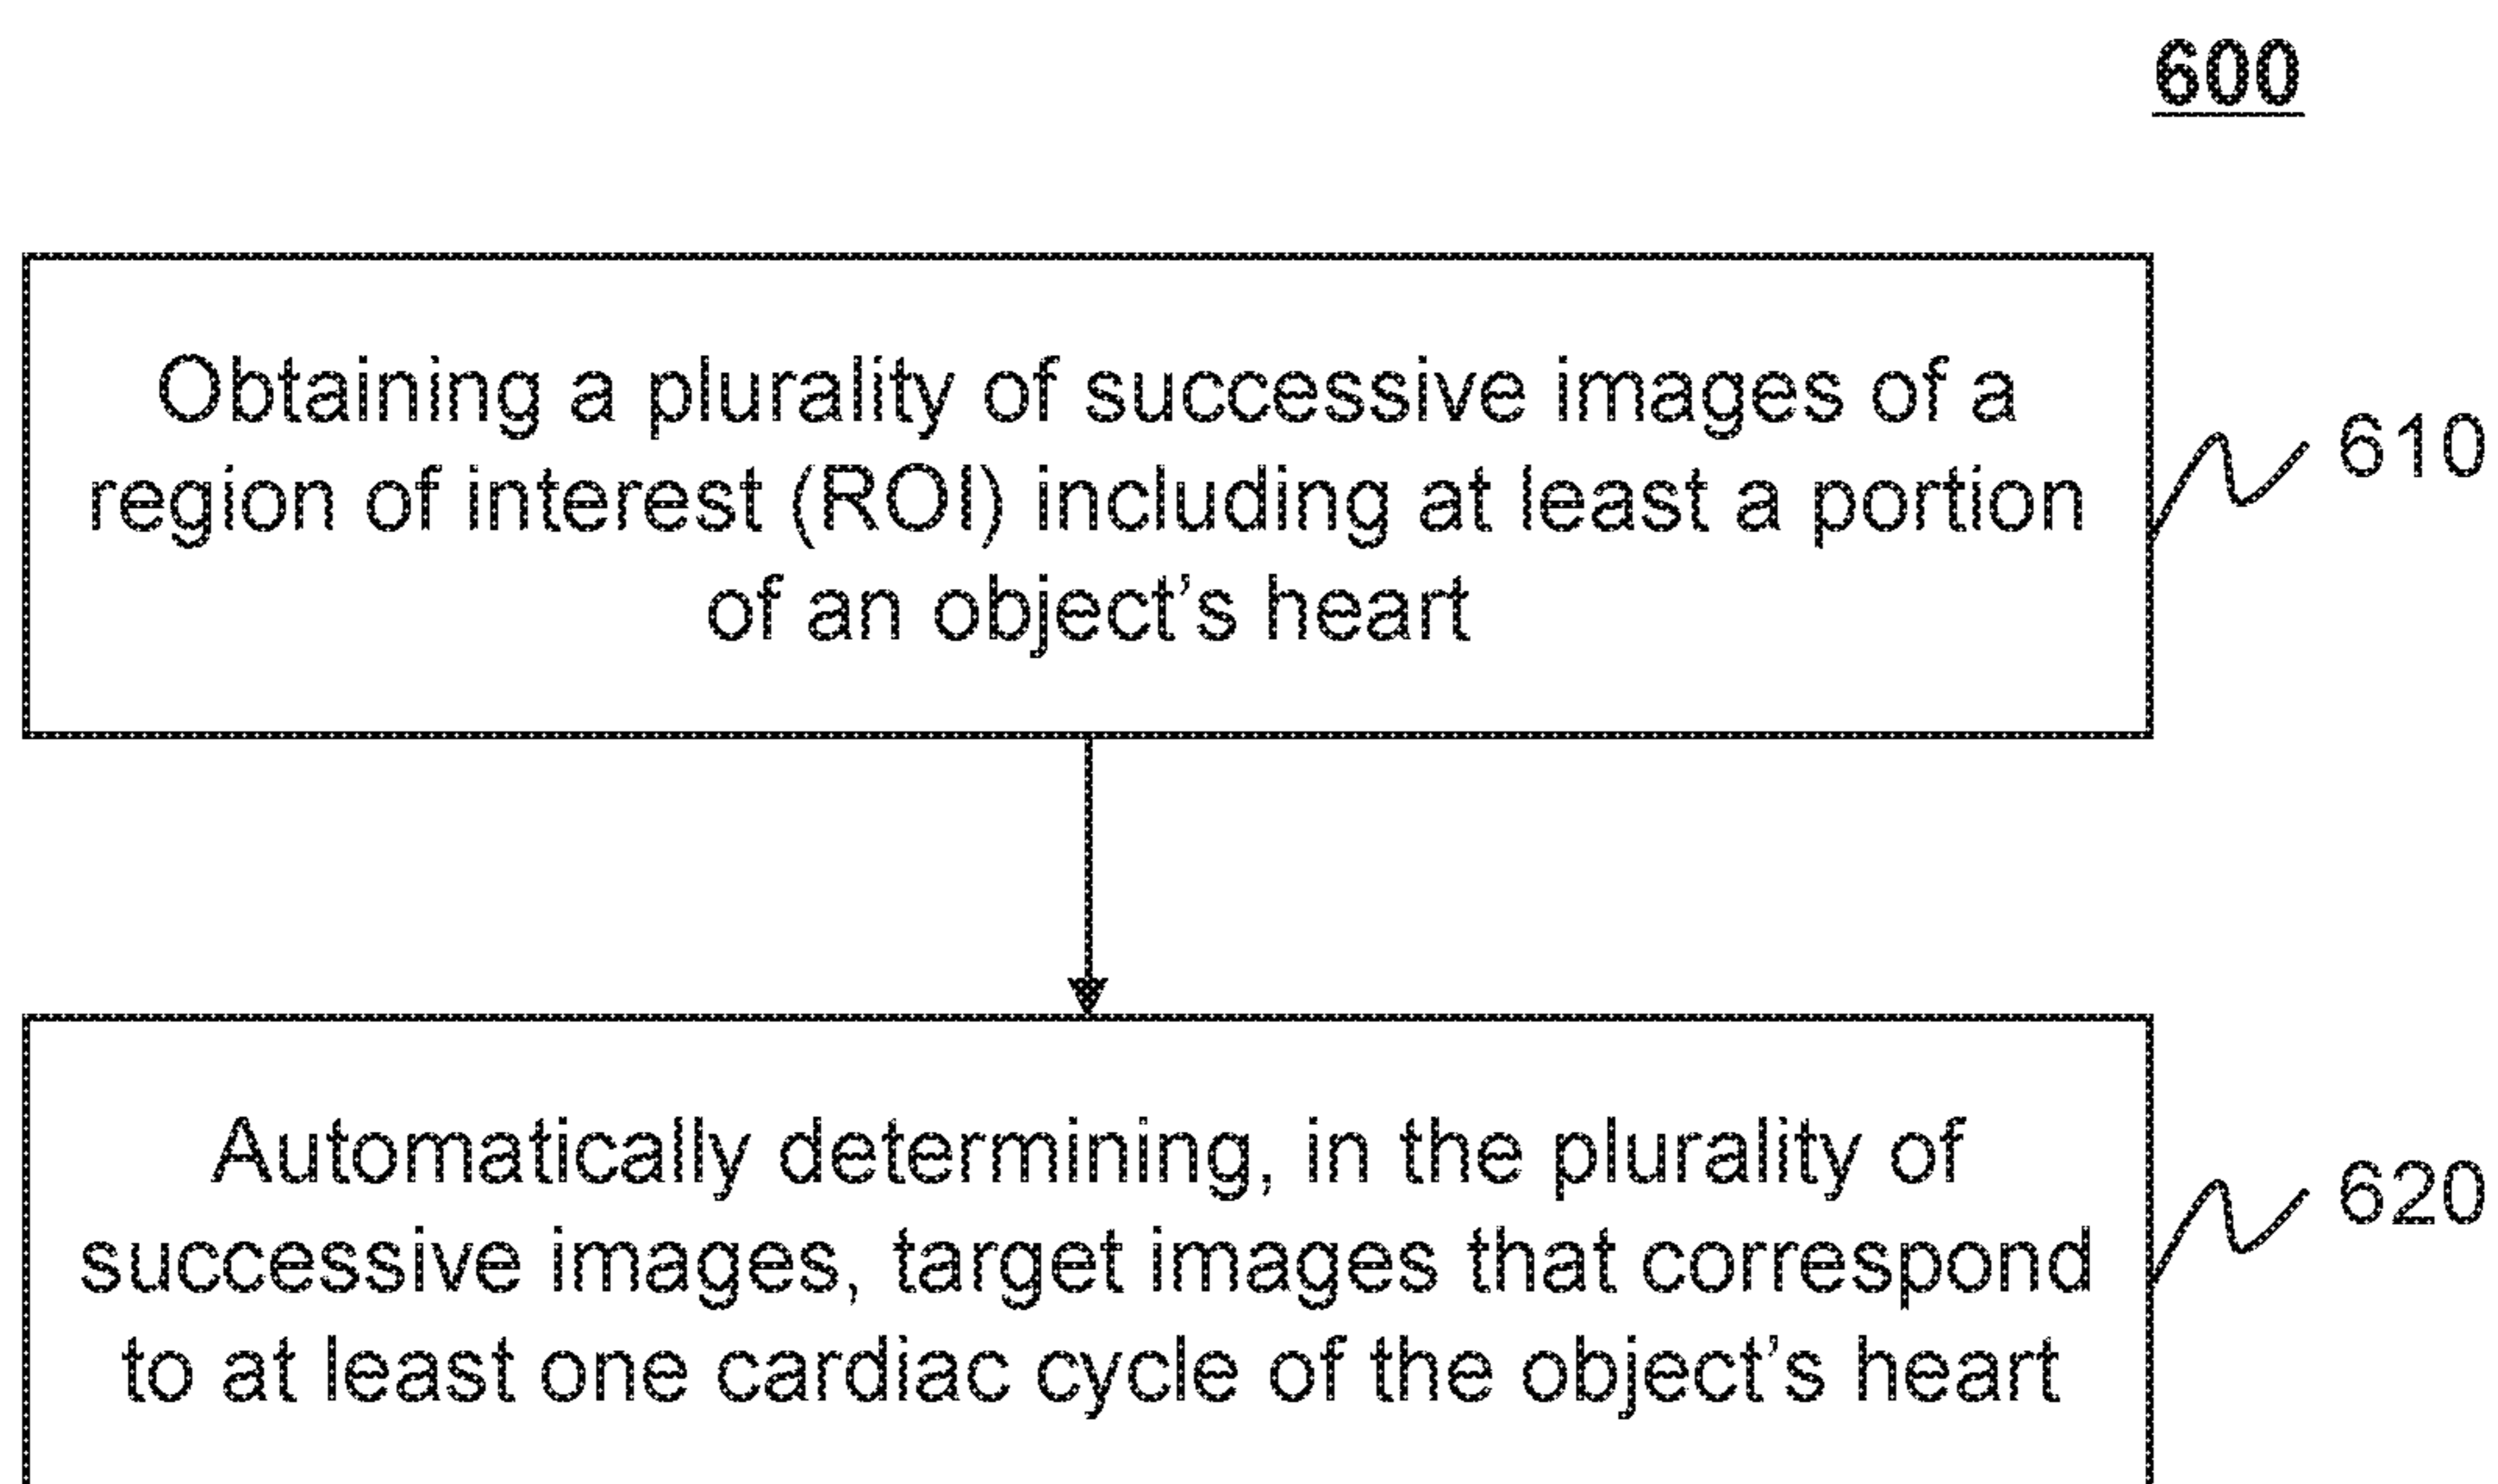 600
Obtaining a plurality of successive images of a
region of interest (ROI) including at least a portion
of an object’s heart
610
Automatically determining, in the plurality of
successive images, target images that correspond
to at least one cardiac cycle of the object’s heart
620